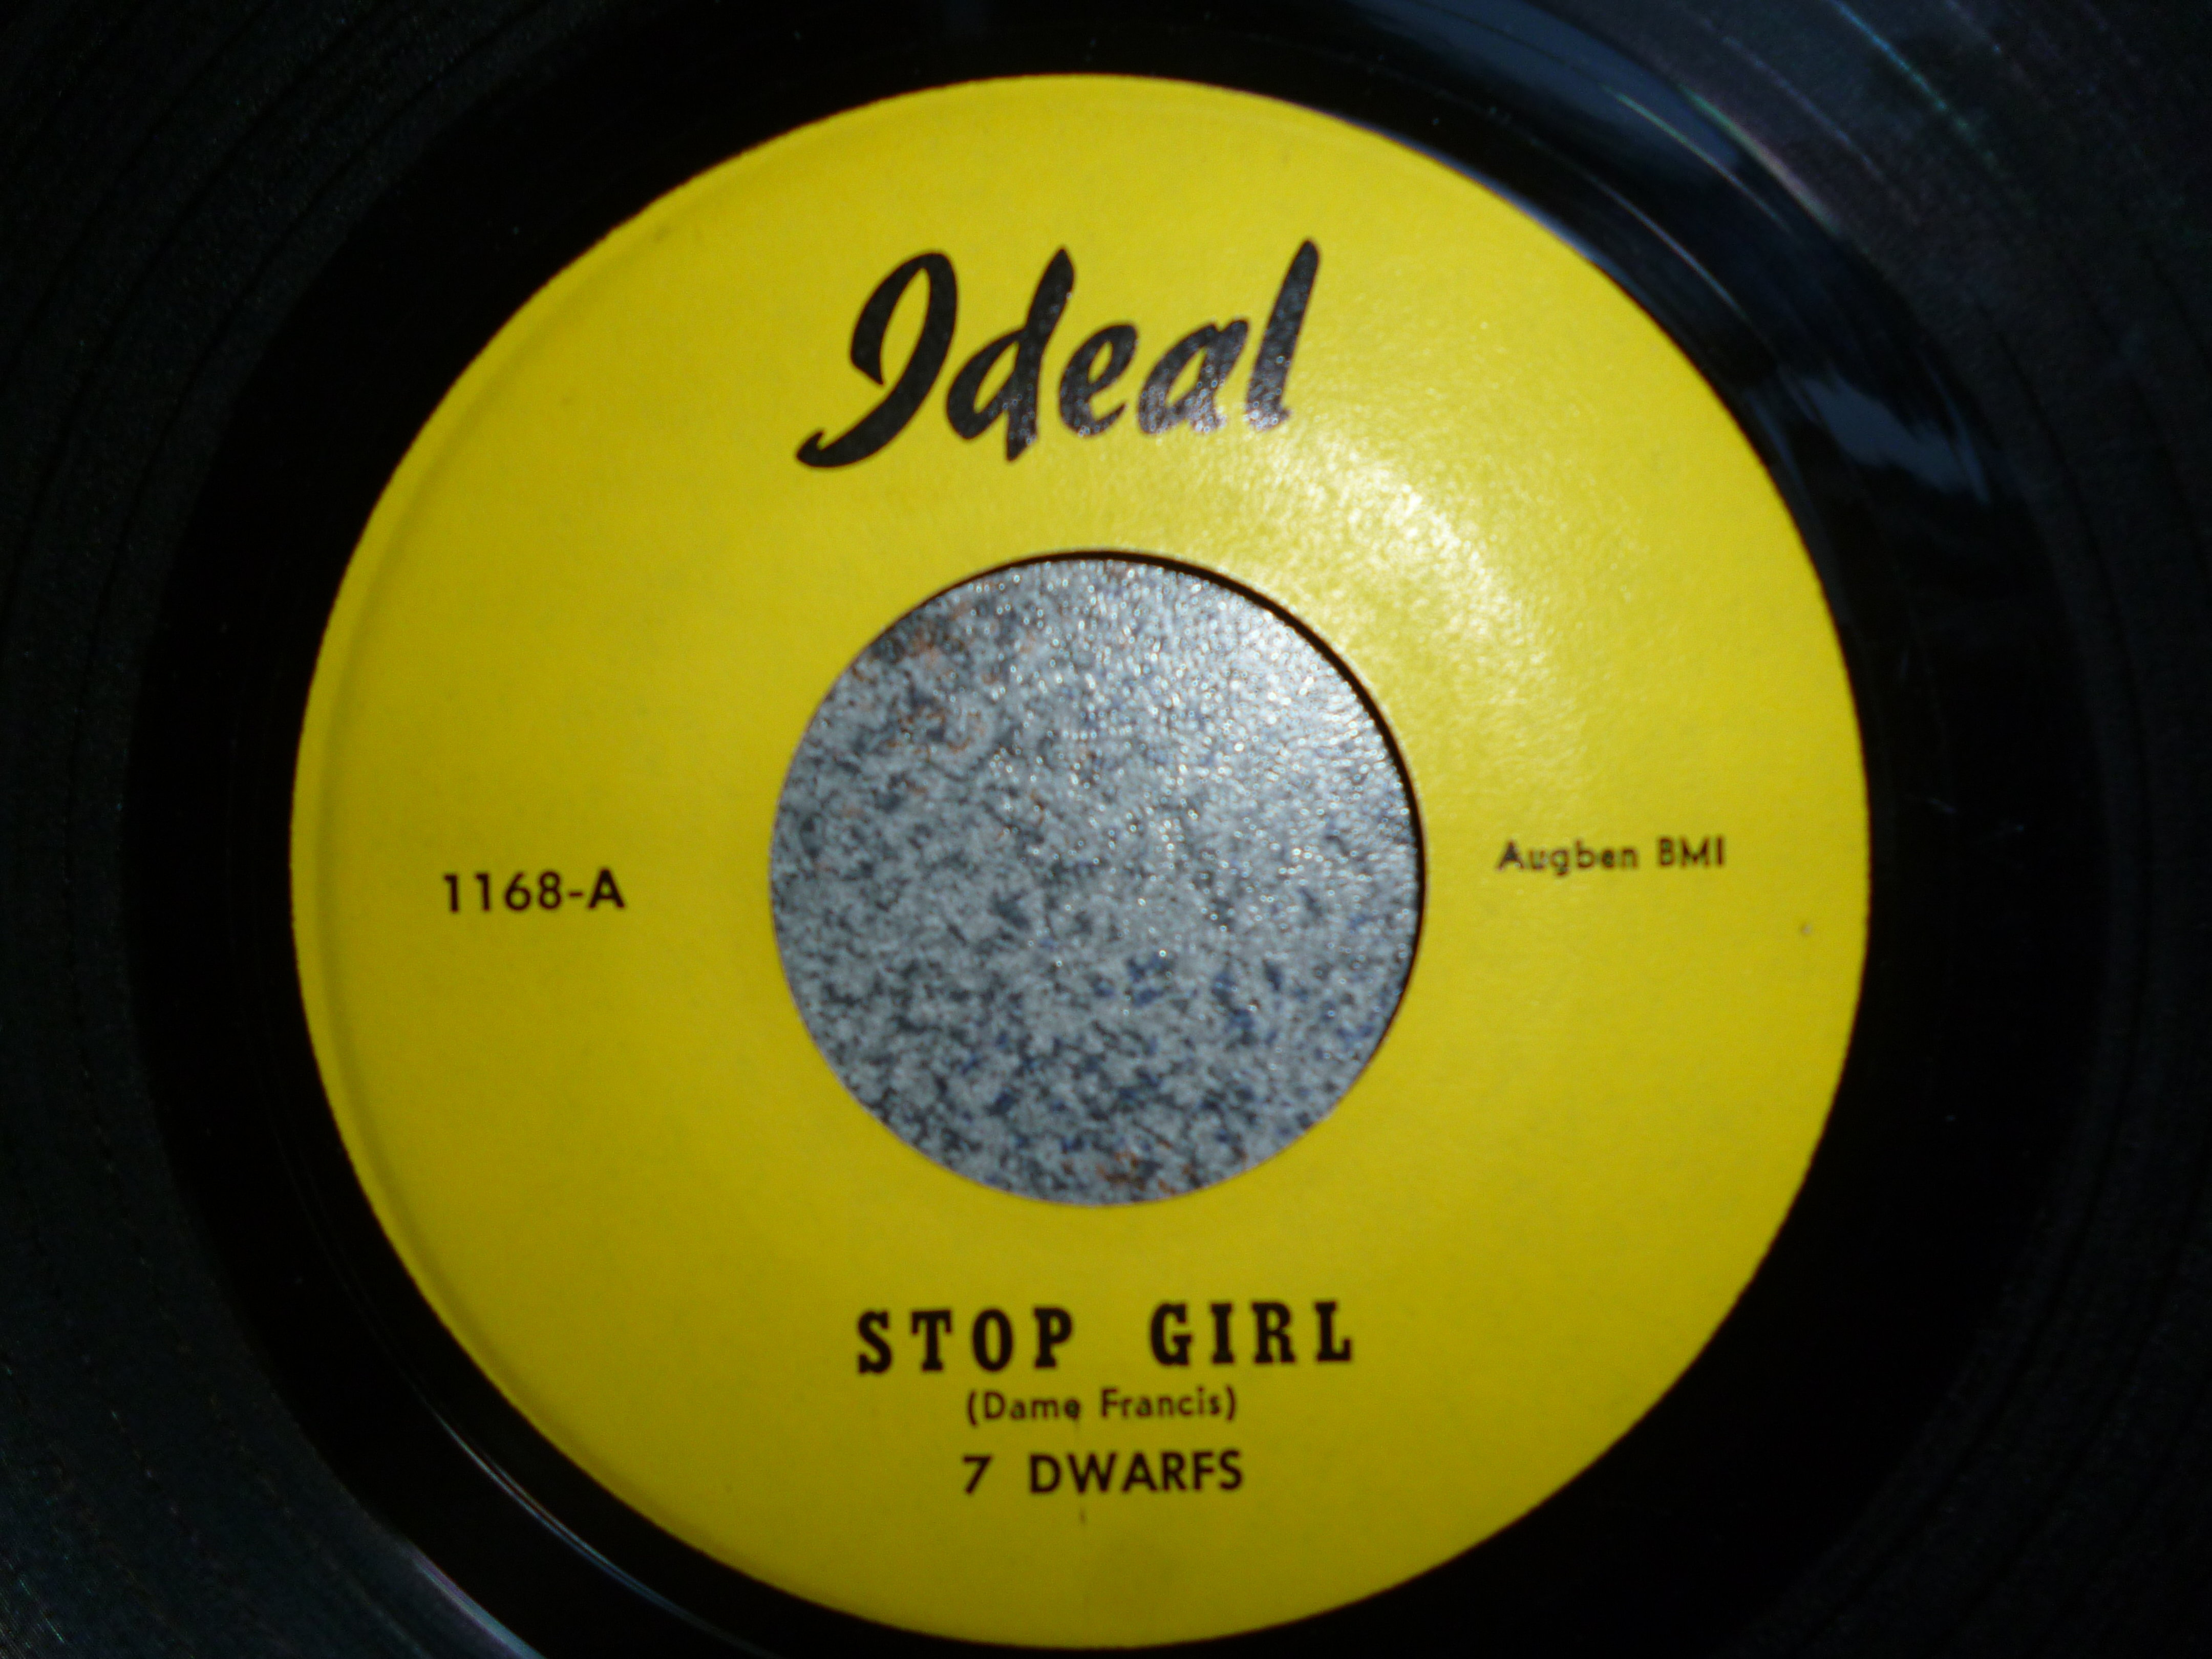 Ideal
1168-A
Augben BMI
STOP GIRL
(Dame Francis)
7 DWARFS